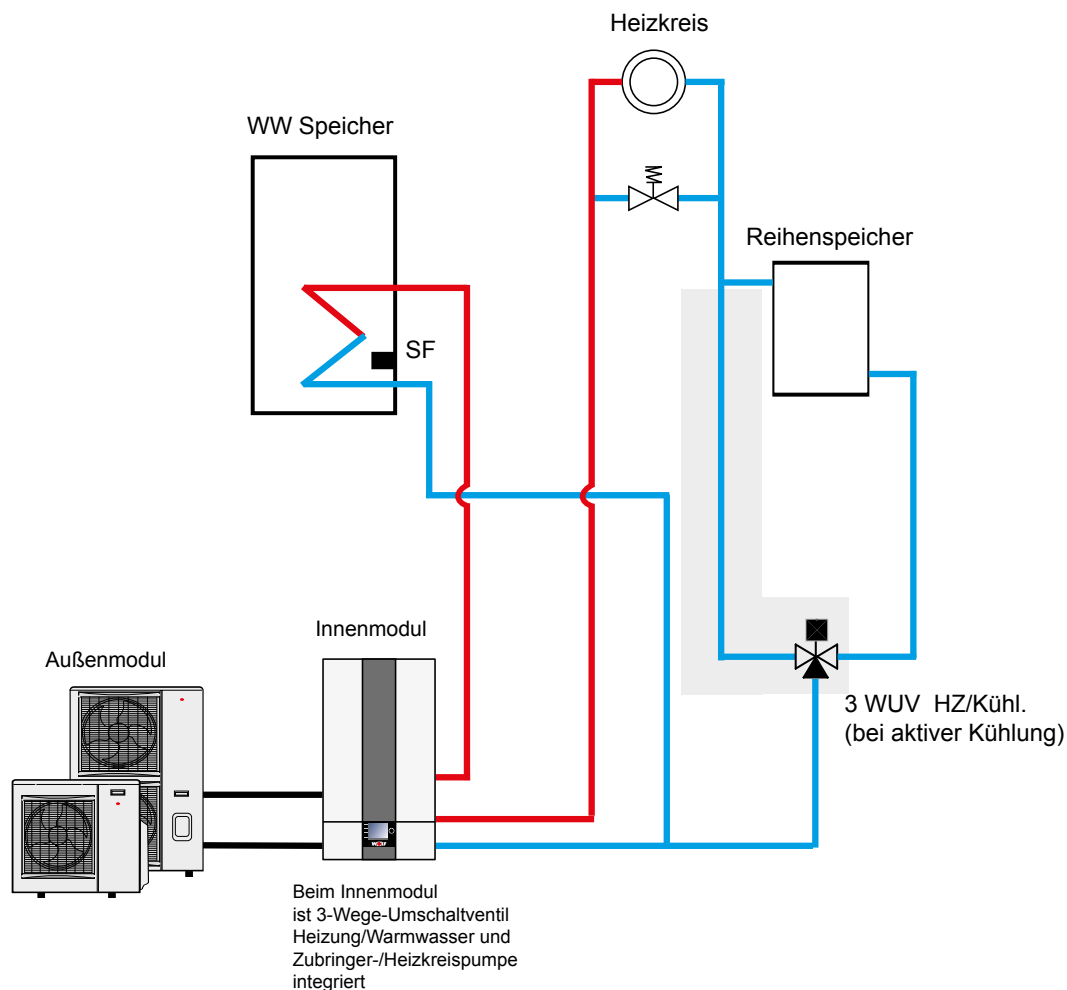 Heizkreis
WW Speicher
Reihenspeicher
SF
Innenmodul
Außenmodul
3 WUV  HZ/Kühl.
(bei aktiver Kühlung)
WOLF
Beim Innenmodul
ist 3-Wege-Umschaltventil
Heizung/Warmwasser und
Zubringer-/Heizkreispumpe
integriert